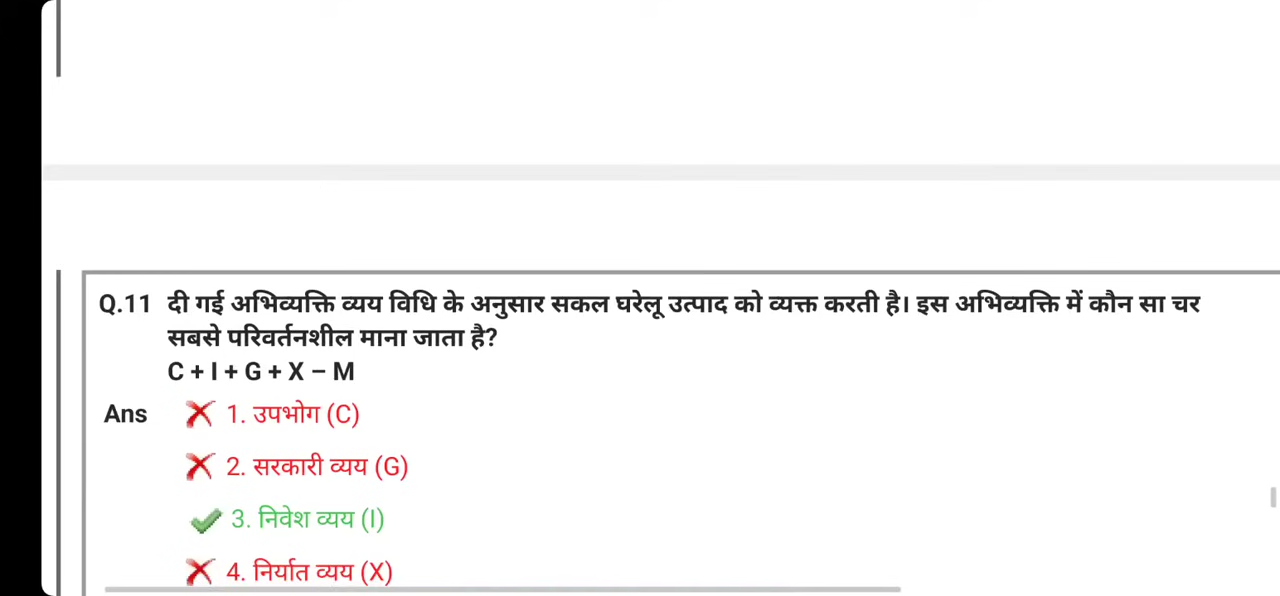 Q.11 दी गई अभिव्यक्ति व्यय विधि के अनुसार सकल घरेलू उत्पाद को व्यक्त करती है। इस अभिव्यक्ति में कौन सा चर
सबसे परिवर्तनशील माना जाता है?
C + I + G + X – M
Ans 1. उपभोग (C)
2. सरकारी व्यय (G)
3. निवेश व्यय (I)
4. निर्यात व्यय (X)